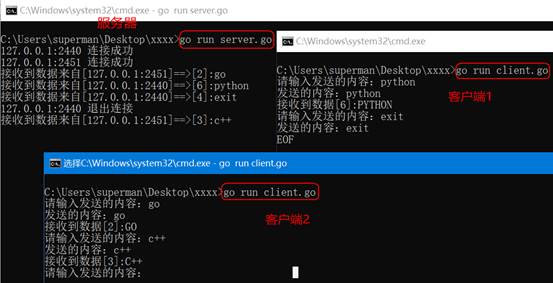 C:\Windows\system32\cmd.exe - go run server.go
服务器
C:\Users\superman\Desktop\xxxx>go run server.go
127.0.0.1:2440 连接成功
127.0.0.1:2451 连接成功
接收到数据来自[127.0.0.1:2451]==>[2]:go
接收到数据来自[127.0.0.1:2440]==>[6]:python
接收到数据来自[127.0.0.1:2440]==>[4]:exit
127.0.0.1:2440 退出连接
接收到数据来自[127.0.0.1:2451]==>[3]:c++
C:\Windows\system32\cmd.exe
C:\Users\superman\Desktop\xxxx>go run client.go
请输入发送的内容: python
发送的内容: python
接收到数据[6]:PYTHON
请输入发送的内容: exit
发送的内容: exit
EOF
客户端1
选择C:\Windows\system32\cmd.exe - go run client.go
C:\Users\superman\Desktop\xxxx>go run client.go
请输入发送的内容: go
发送的内容: go
接收到数据[2]:GO
请输入发送的内容: c++
发送的内容: c++
接收到数据[3]:C++
请输入发送的内容:
客户端2